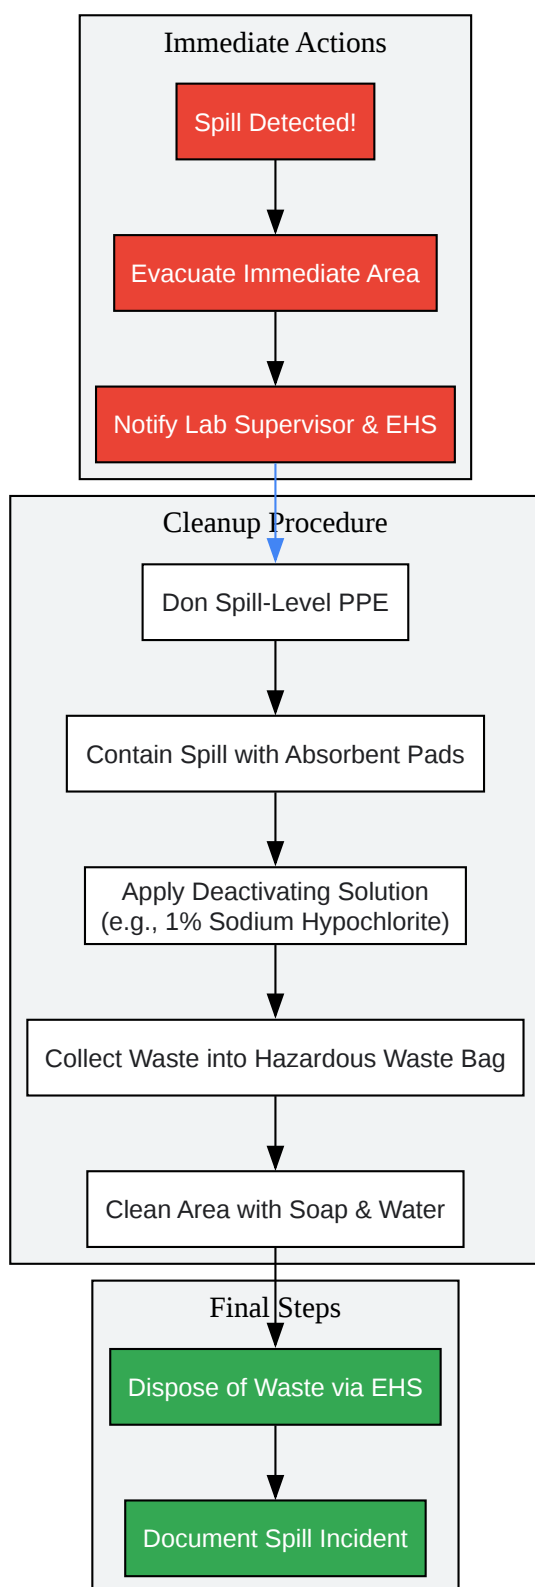 Immediate Actions
Spill Detected!
Evacuate Immediate Area
Notify Lab Supervisor & EHS
Cleanup Procedure
Don Spill-Level PPE
Contain Spill with Absorbent Pads
Apply Deactivating Solution
(e.g., 1% Sodium Hypochlorite)
Collect Waste into Hazardous Waste Bag
Clean Area with Soap & Water
Final Steps
Dispose of Waste via EHS
Document Spill Incident